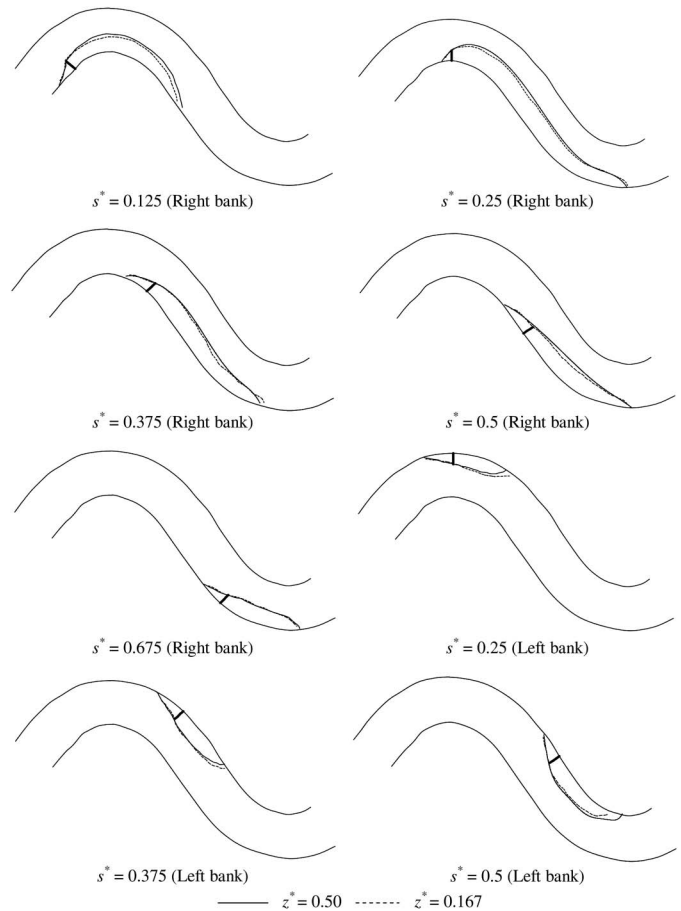 s* = 0.125 (Right bank)
s* = 0.25 (Right bank)
s* = 0.375 (Right bank)
s* = 0.5 (Right bank)
s* = 0.675 (Right bank)
s* = 0.25 (Left bank)
s* = 0.375 (Left bank)
s* = 0.5 (Left bank)
z* = 0.50 z* = 0.167